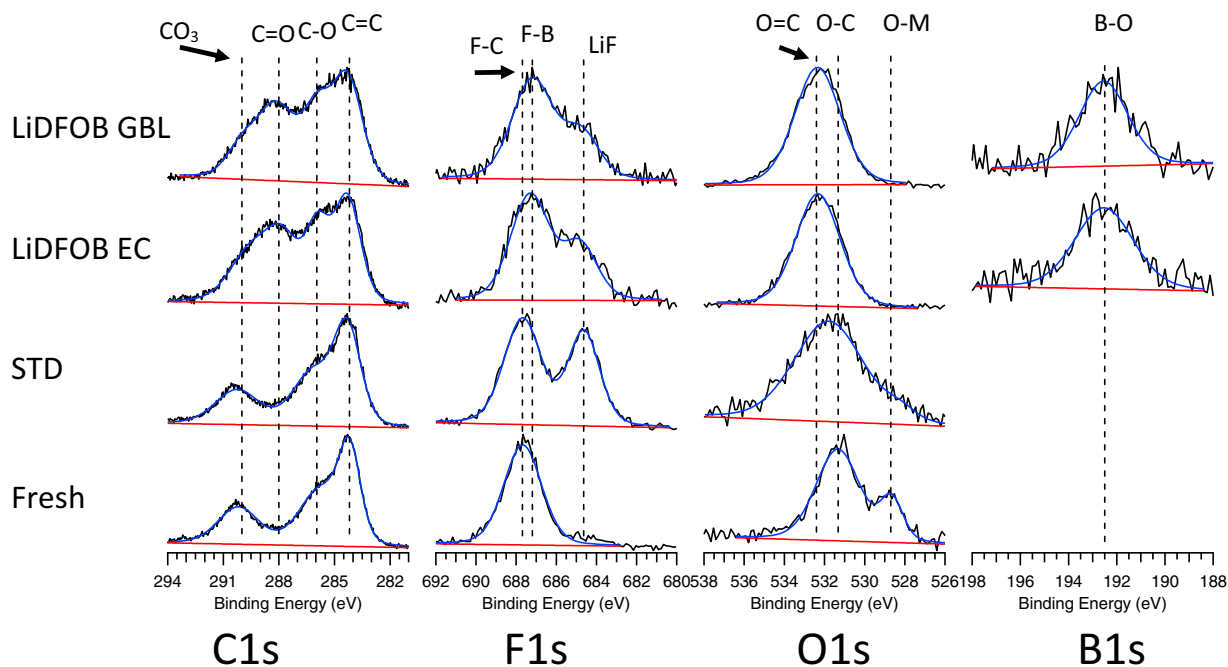 CO₃ C=O C-O C=C F-C F-B LiF O=C O-C O-M B-O
LiDFOB GBL
LiDFOB EC
STD
Fresh
294 291 288 284 281 692 690 688 686 684 682 680 538 536 534 532 530 528 526 198 196 194 192 190 188
Binding Energy (eV) Binding Energy (eV) Binding Energy (eV) Binding Energy (eV)
C1s F1s O1s B1s